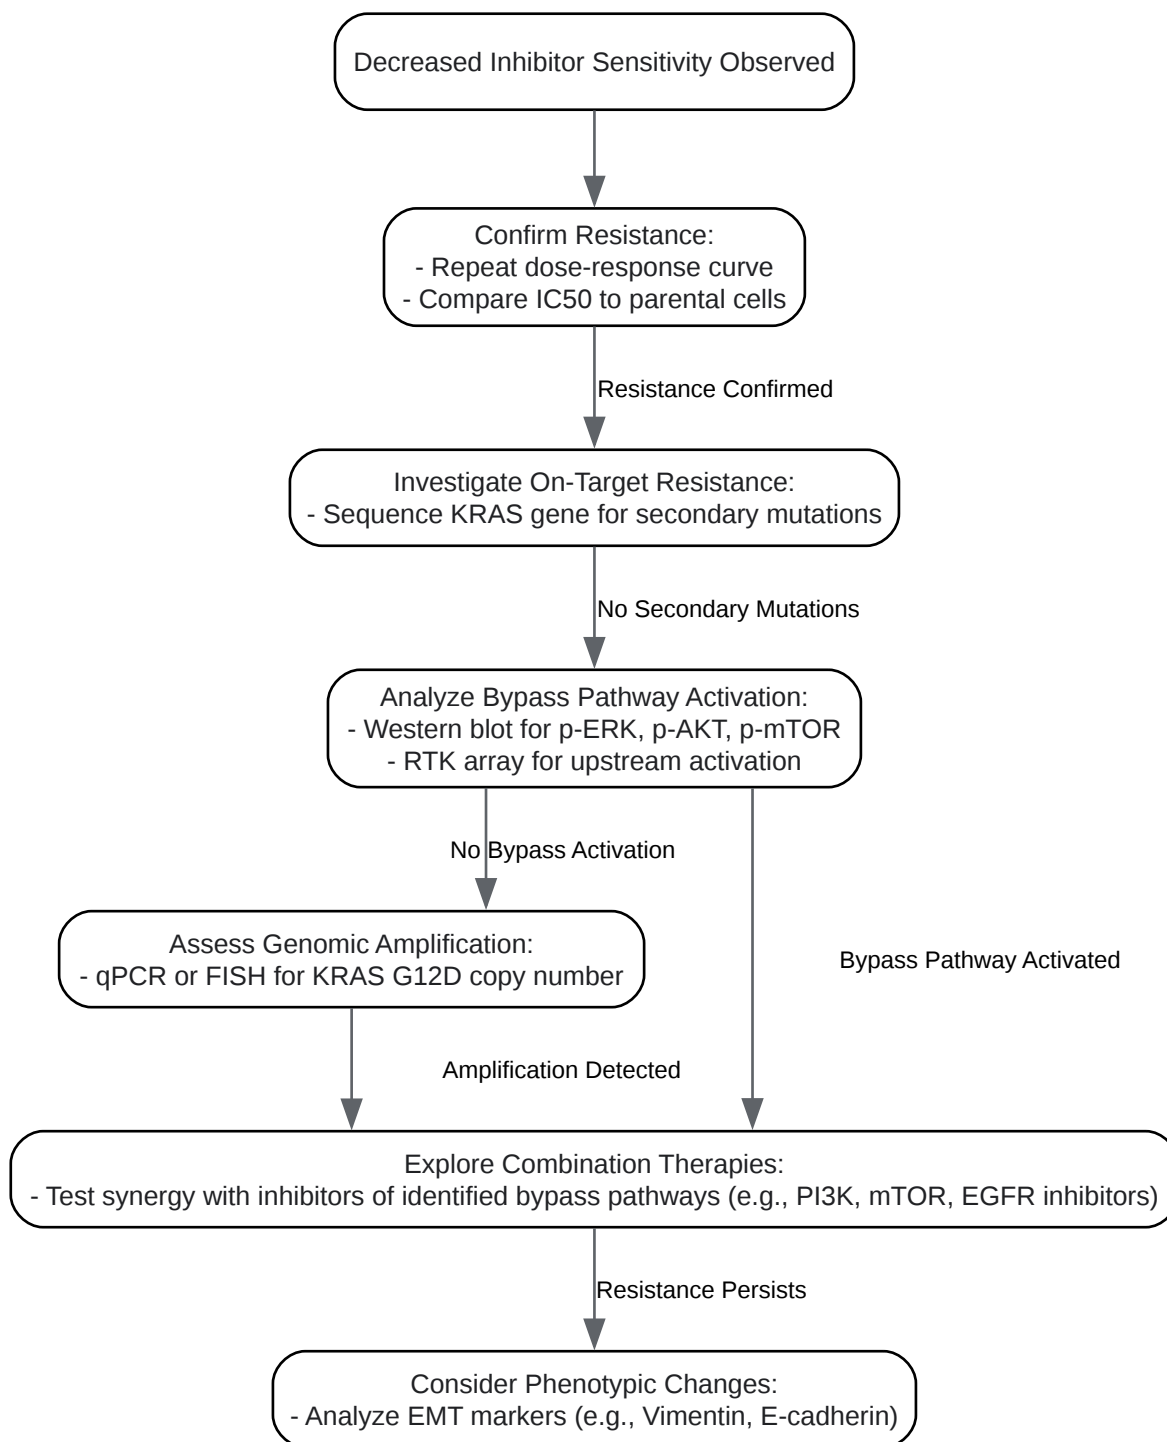 Decreased Inhibitor Sensitivity Observed
Confirm Resistance:
- Repeat dose-response curve
- Compare IC50 to parental cells
Resistance Confirmed
Investigate On-Target Resistance:
- Sequence KRAS gene for secondary mutations
No Secondary Mutations
Analyze Bypass Pathway Activation:
- Western blot for p-ERK, p-AKT, p-mTOR
- RTK array for upstream activation
No Bypass Activation
Assess Genomic Amplification:
- qPCR or FISH for KRAS G12D copy number
Bypass Pathway Activated
Amplification Detected
Explore Combination Therapies:
- Test synergy with inhibitors of identified bypass pathways (e.g., PI3K, mTOR, EGFR inhibitors)
Resistance Persists
Consider Phenotypic Changes:
- Analyze EMT markers (e.g., Vimentin, E-cadherin)